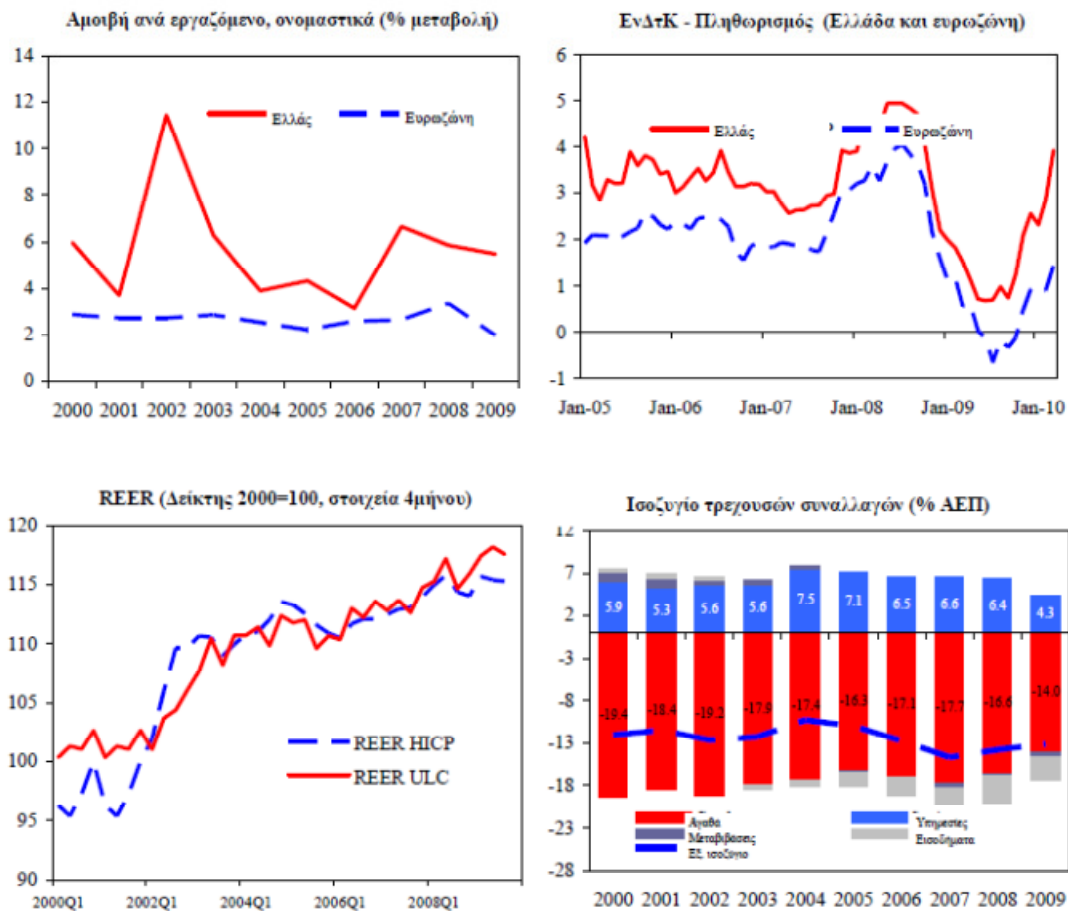 Αμοιβή ανά εργαζόμενο, ονομαστικά (% μεταβολή)
14
12
10
8
6
4
2
0
Ελλάς
Ευρωζώνη
2000 2001 2002 2003 2004 2005 2006 2007 2008 2009
ΕνΔτΚ - Πληθωρισμός (Ελλάδα και ευρωζώνη)
6
5
4
3
2
1
0
-1
Ελλάς
Ευρωζώνη
Jan-05 Jan-06 Jan-07 Jan-08 Jan-09 Jan-10
REER (Δείκτης 2000=100, στοιχεία 4μήνου)
120
115
110
105
100
95
90
REER HICP
REER ULC
2000Q1 2002Q1 2004Q1 2006Q1 2008Q1
Ισοζυγίο τρεχουσών συναλλαγών (% ΑΕΠ)
12
7
2
-3
-8
-13
-18
-23
-28
5.9 5.3 5.6 5.6 7.5 7.1 6.5 6.6 6.4 4.3
-19.4 -18.4 -19.2 -17.9 -17.4 -16.3 -17.1 -17.7 -16.6 -14.0
Αγαθα
Υπηρεσίες
Μεταβιβασεις
Εισοδήματα
Εξ. ισοζύγιο
2000 2001 2002 2003 2004 2005 2006 2007 2008 2009